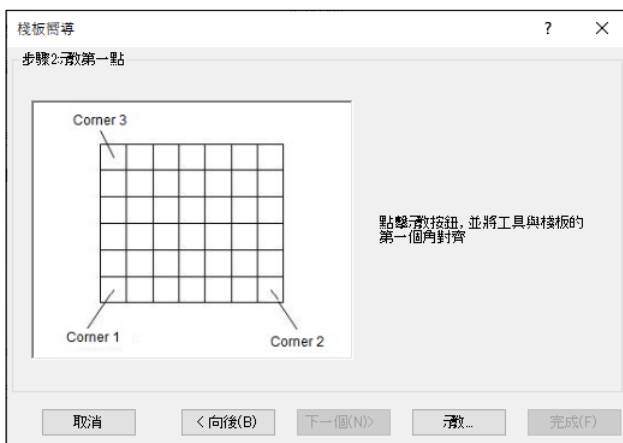 棧板嚮導
? ×
步驟2:示教第一點
Corner 3
Corner 1
Corner 2
點擊示教按鈕, 並將工具與棧板的
第一個角對齊
取消
< 向後(B)
下一個(N)>
示教...
完成(F)